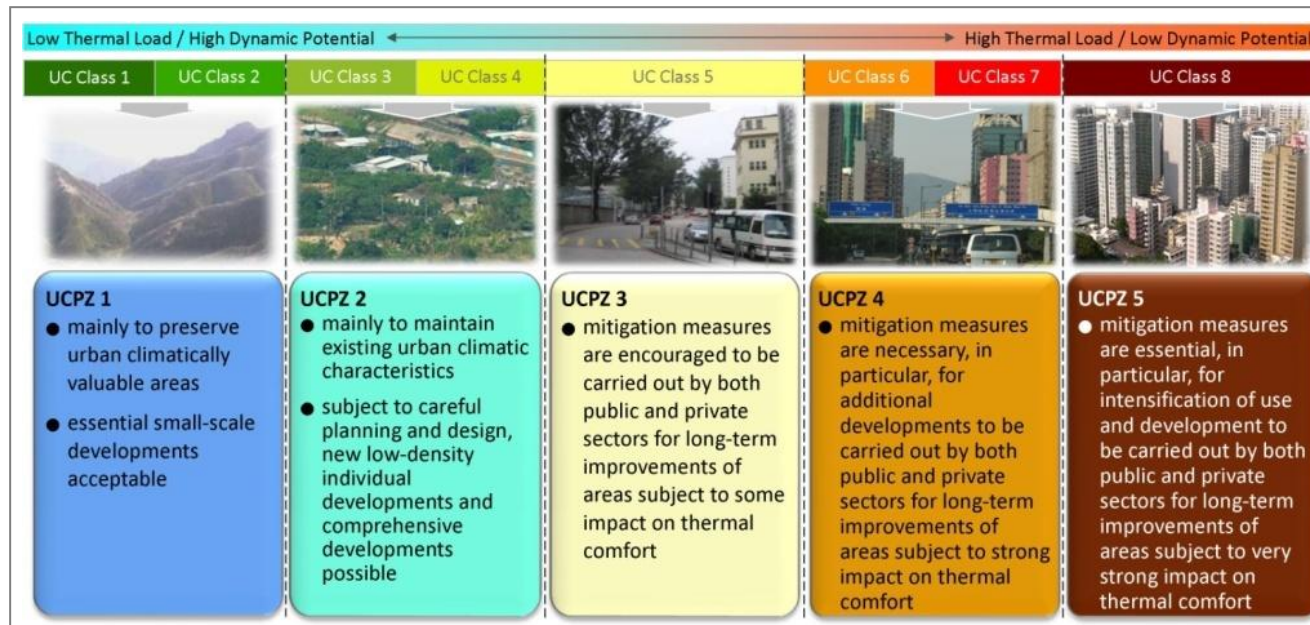 Low Thermal Load / High Dynamic Potential
High Thermal Load / Low Dynamic Potential
UC Class 1
UC Class 2
UC Class 3
UC Class 4
UC Class 5
UC Class 6
UC Class 7
UC Class 8
UCPZ 1
● mainly to preserve
urban climatically
valuable areas
● essential small-scale
developments
acceptable
UCPZ 2
● mainly to maintain
existing urban climatic
characteristics
● subject to careful
planning and design,
new low-density
individual
developments and
comprehensive
developments
possible
UCPZ 3
● mitigation measures
are encouraged to be
carried out by both
public and private
sectors for long-term
improvements of
areas subject to some
impact on thermal
comfort
UCPZ 4
● mitigation measures
are necessary, in
particular, for
additional
developments to be
carried out by both
public and private
sectors for long-term
improvements of
areas subject to strong
impact on thermal
comfort
UCPZ 5
● mitigation measures
are essential, in
particular, for
intensification of use
and development to
be carried out by both
public and private
sectors for long-term
improvements of
areas subject to very
strong impact on
thermal comfort